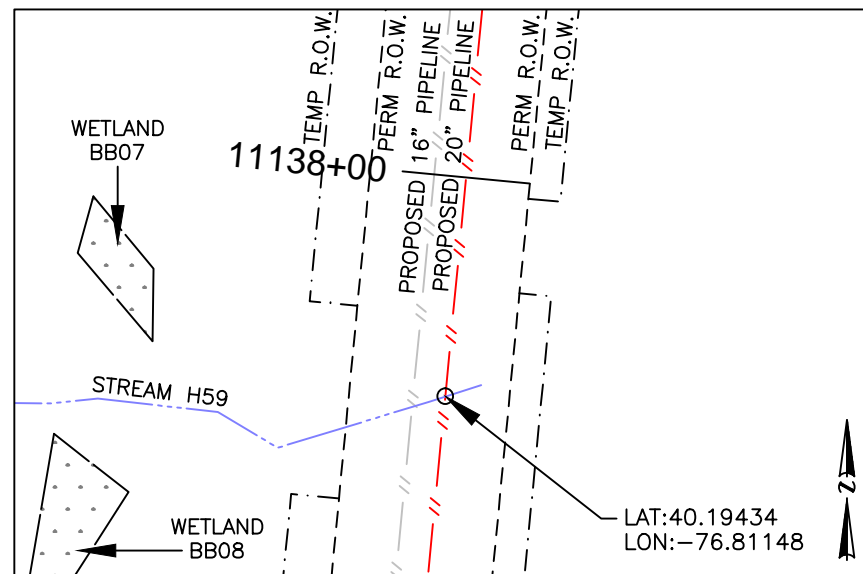 TEMP R.O.W.
PERM R.O.W.
PROPOSED 16” PIPELINE
PROPOSED 20” PIPELINE
PERM R.O.W.
TEMP R.O.W.
WETLAND
BB07
11138+00
STREAM H59
WETLAND
BB08
LAT:40.19434
LON:−76.81148
N